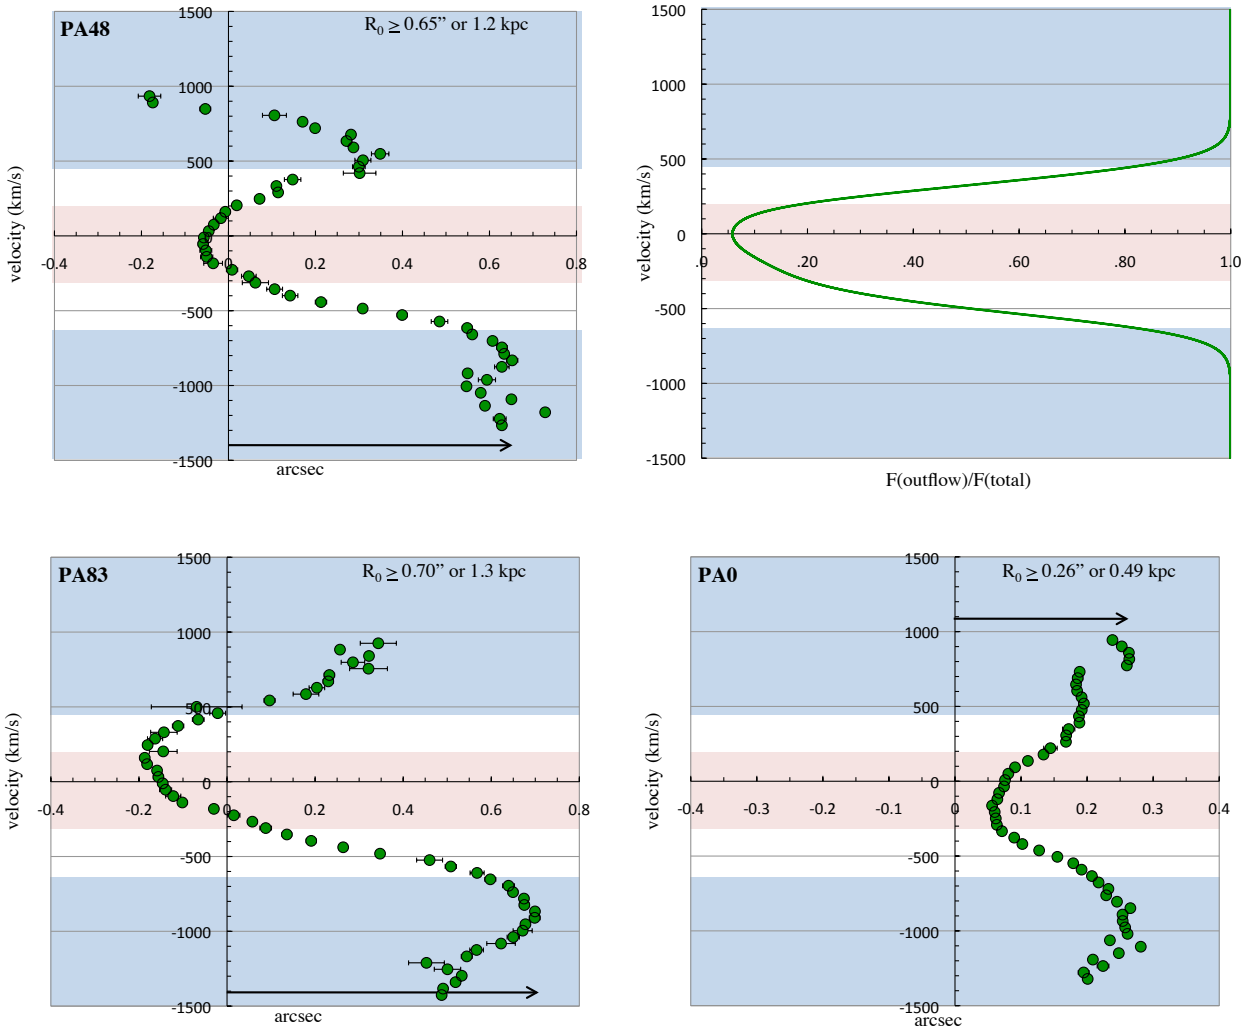 PA48
R0 ≥ 0.65” or 1.2 kpc
1500
1000
500
0
-500
-1000
-1500
-0.4 -0.2 0 0.2 0.4 0.6 0.8
velocity (km/s)
arcsec
1500
1000
500
0
-500
-1000
-1500
.0 .20 .40 .60 .80 1.0
velocity (km/s)
F(outflow)/F(total)
PA83
R0 ≥ 0.70” or 1.3 kpc
1500
1000
500
0
-500
-1000
-1500
-0.4 -0.2 0 0.2 0.4 0.6 0.8
velocity (km/s)
arcsec
PA0
R0 ≥ 0.26” or 0.49 kpc
1500
1000
500
0
-500
-1000
-1500
-0.4 -0.3 -0.2 -0.1 0 0.1 0.2 0.3 0.4
velocity (km/s)
arcsec